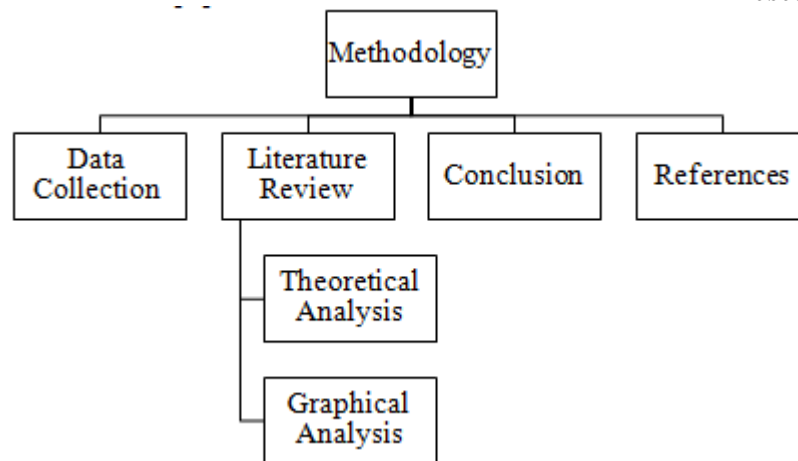 Methodology
Data
Collection
Literature
Review
Conclusion
References
Theoretical
Analysis
Graphical
Analysis